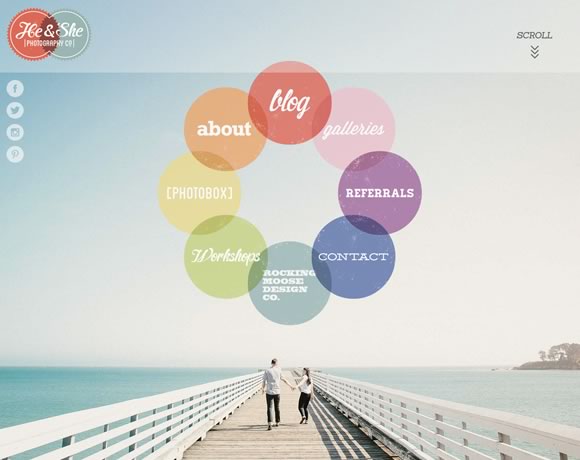 He & She
[PHOTOGRAPHY CO]
SCROLL
blog
about
galleries
[PHOTOBOX]
REFERRALS
Workshops
CONTACT
ROCKING
MOOSE
DESIGN
CO.